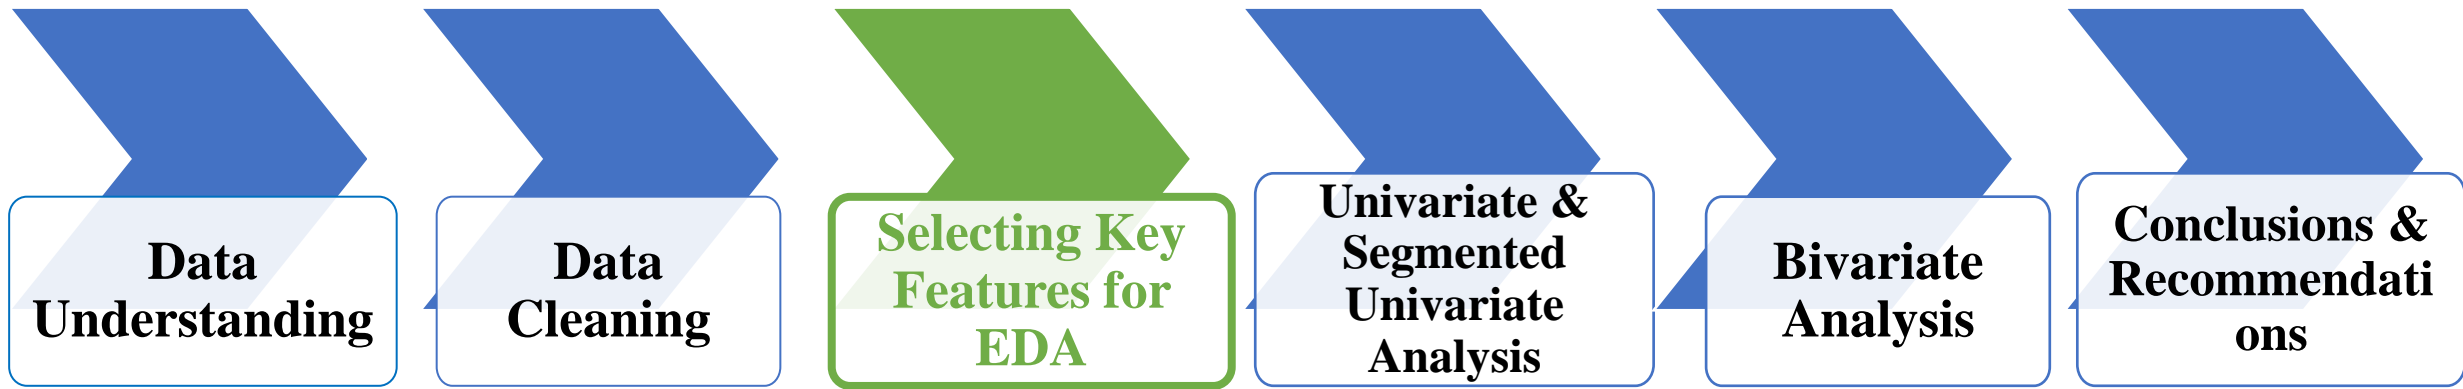 Data
Understanding
Data
Cleaning
Selecting Key
Features for
EDA
Univariate &
Segmented
Univariate
Analysis
Bivariate
Analysis
Conclusions &
Recommendati
ons